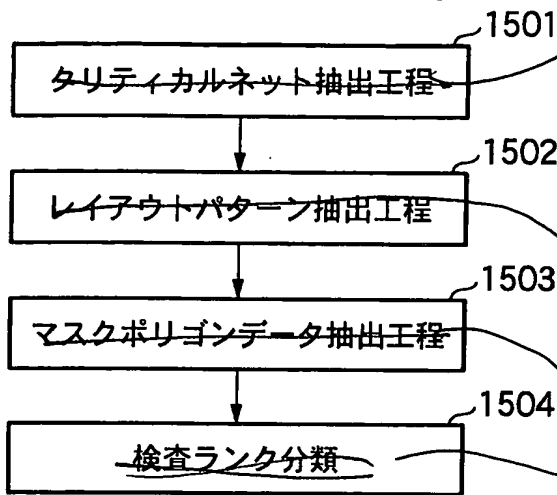 1501
タリティカルネット抽出工程
1502
レイアウトパターン抽出工程
1503
マスクポリゴンデータ抽出工程
1504
検査ランク分類